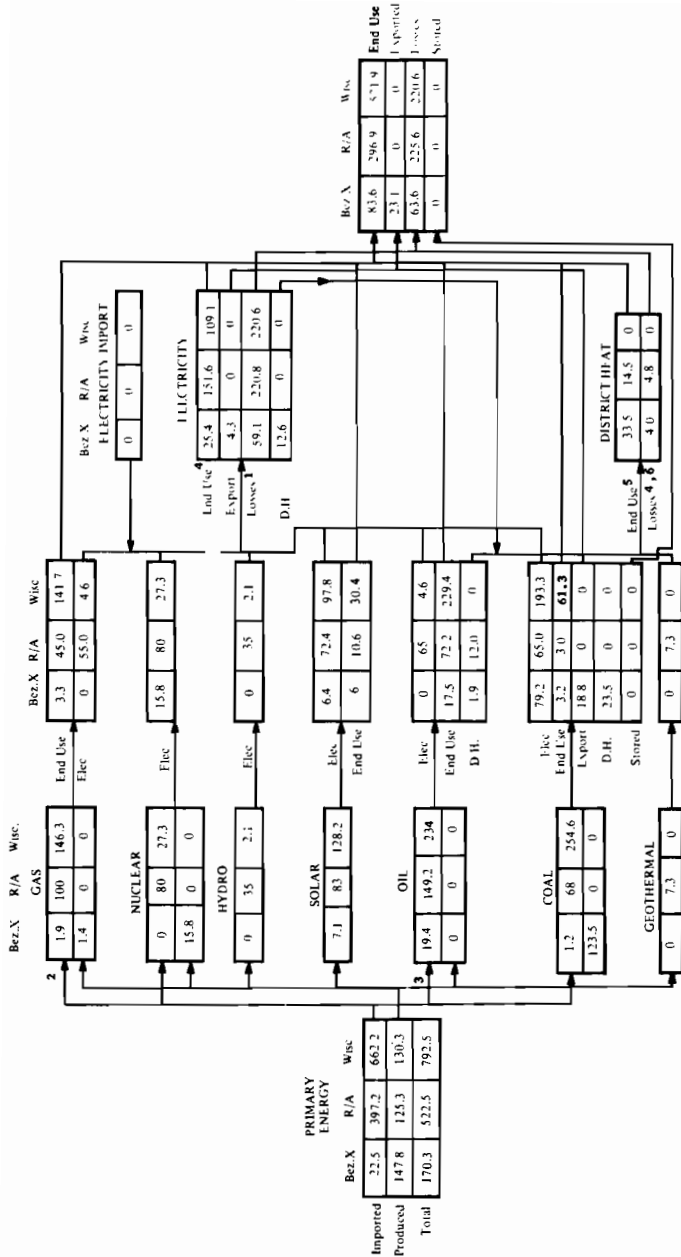 PRIMARY ENERGY
Bez.X R/A Wisc
Imported 22.5 397.2 662.2
Produced 147.8 125.3 130.3
Total 170.3 522.5 792.5
Bez.X R/A Wisc.
GAS
2
1.9 100 146.3
1.4 0 0
NUCLEAR
0 80 27.3
15.8 0 0
HYDRO
0 35 2.1
SOLAR
7.1 83 128.2
OIL
3
19.4 149.2 234
0 0 0
COAL
1.2 68 254.6
123.5 0 0
GEOTHERMAL
0 7.3 0
Bez.X R/A Wisc
End Use 3.3 45.0 141.7
Elec 0 55.0 4.6
Elec 15.8 80 27.3
Elec 0 35 2.1
Elec 6.4 72.4 97.8
End Use 6 10.6 30.4
Elec 0 65 4.6
End Use 17.5 72.2 229.4
D.H. 1.9 12.0 0
Elec 79.2 65.0 193.3
End Use 3.2 3.0 61.3
Export 18.8 0 0
D.H. 23.5 0 0
Stored 0 0 0
0 7.3 0
Bez X R/A Wisc
ELECTRICITY IMPORT
0 0 0
ELECTRICITY
End Use 4 25.4 151.6 109.1
Export 4.3 0 0
Losses 1 59.1 220.8 220.6
D.H 12.6 0 0
DISTRICT HEAT
End Use 5 33.5 14.5 0
Losses 4,6 4.0 4.8 0
Bez X R/A Wisc
83.6 296.9 571.9 End Use
23.1 0 0 Exported
63.6 225.6 220.6 Losses
0 0 0 Stored